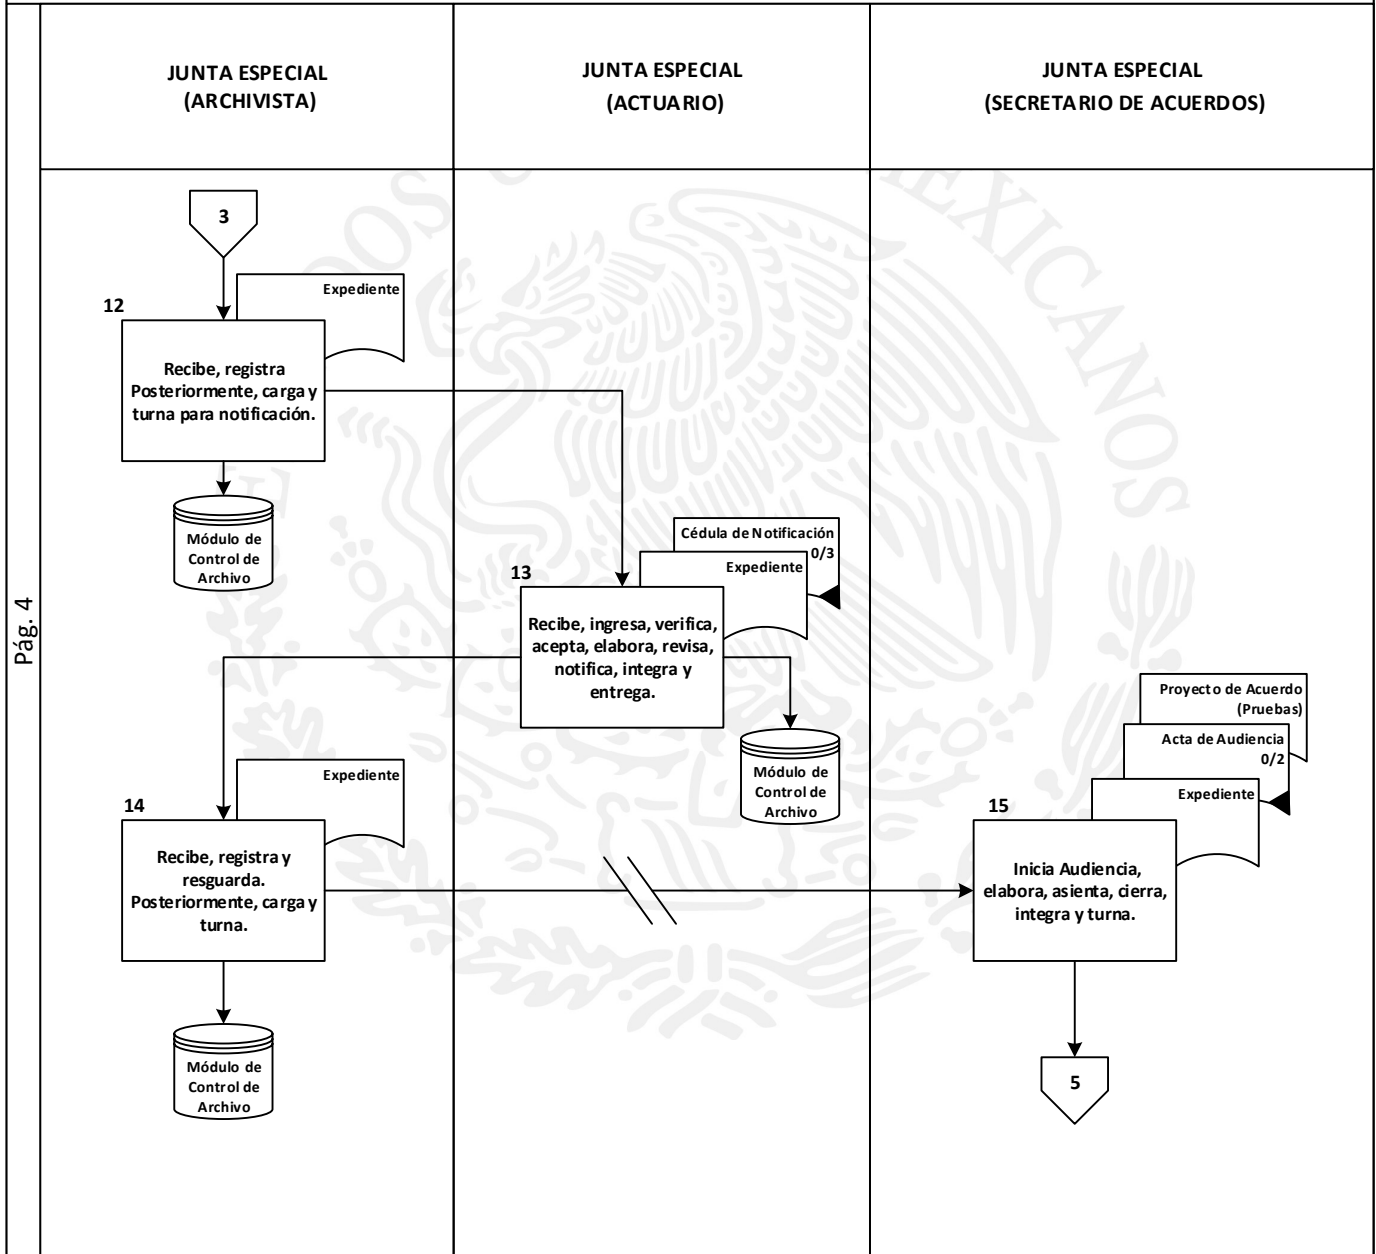 JUNTA ESPECIAL
(ARCHIVISTA)
JUNTA ESPECIAL
(ACTUARIO)
JUNTA ESPECIAL
(SECRETARIO DE ACUERDOS)
Pág. 4
3
12
Expediente
Recibe, registra
Posteriormente, carga y
turna para notificación.
Módulo de
Control de
Archivo
Cédula de Notificación
0/3
Expediente
13
Recibe, ingresa, verifica,
acepta, elabora, revisa,
notifica, integra y
entrega.
Módulo de
Control de
Archivo
Expediente
14
Recibe, registra y
resguarda.
Posteriormente, carga y
turna.
Módulo de
Control de
Archivo
Proyecto de Acuerdo
(Pruebas)
Acta de Audiencia
0/2
Expediente
15
Inicia Audiencia,
elabora, asienta, cierra,
integra y turna.
5
MEXICANOS